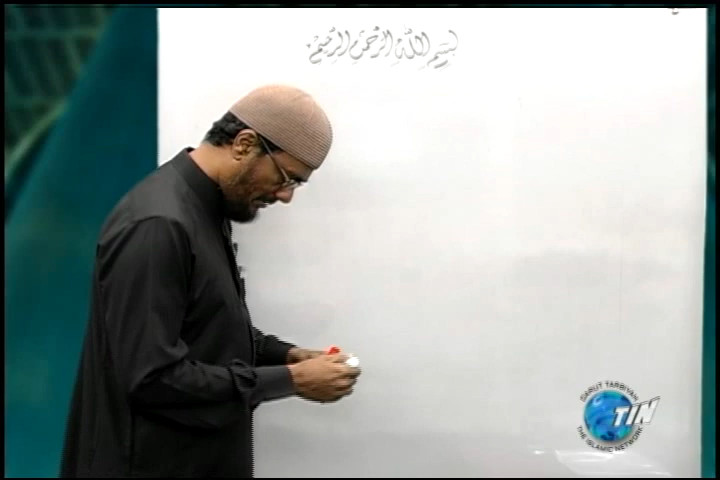 بسم الله الرحمن الرحيم
DARUT TARBIYAH
TIN
THE ISLAMIC NETWORK